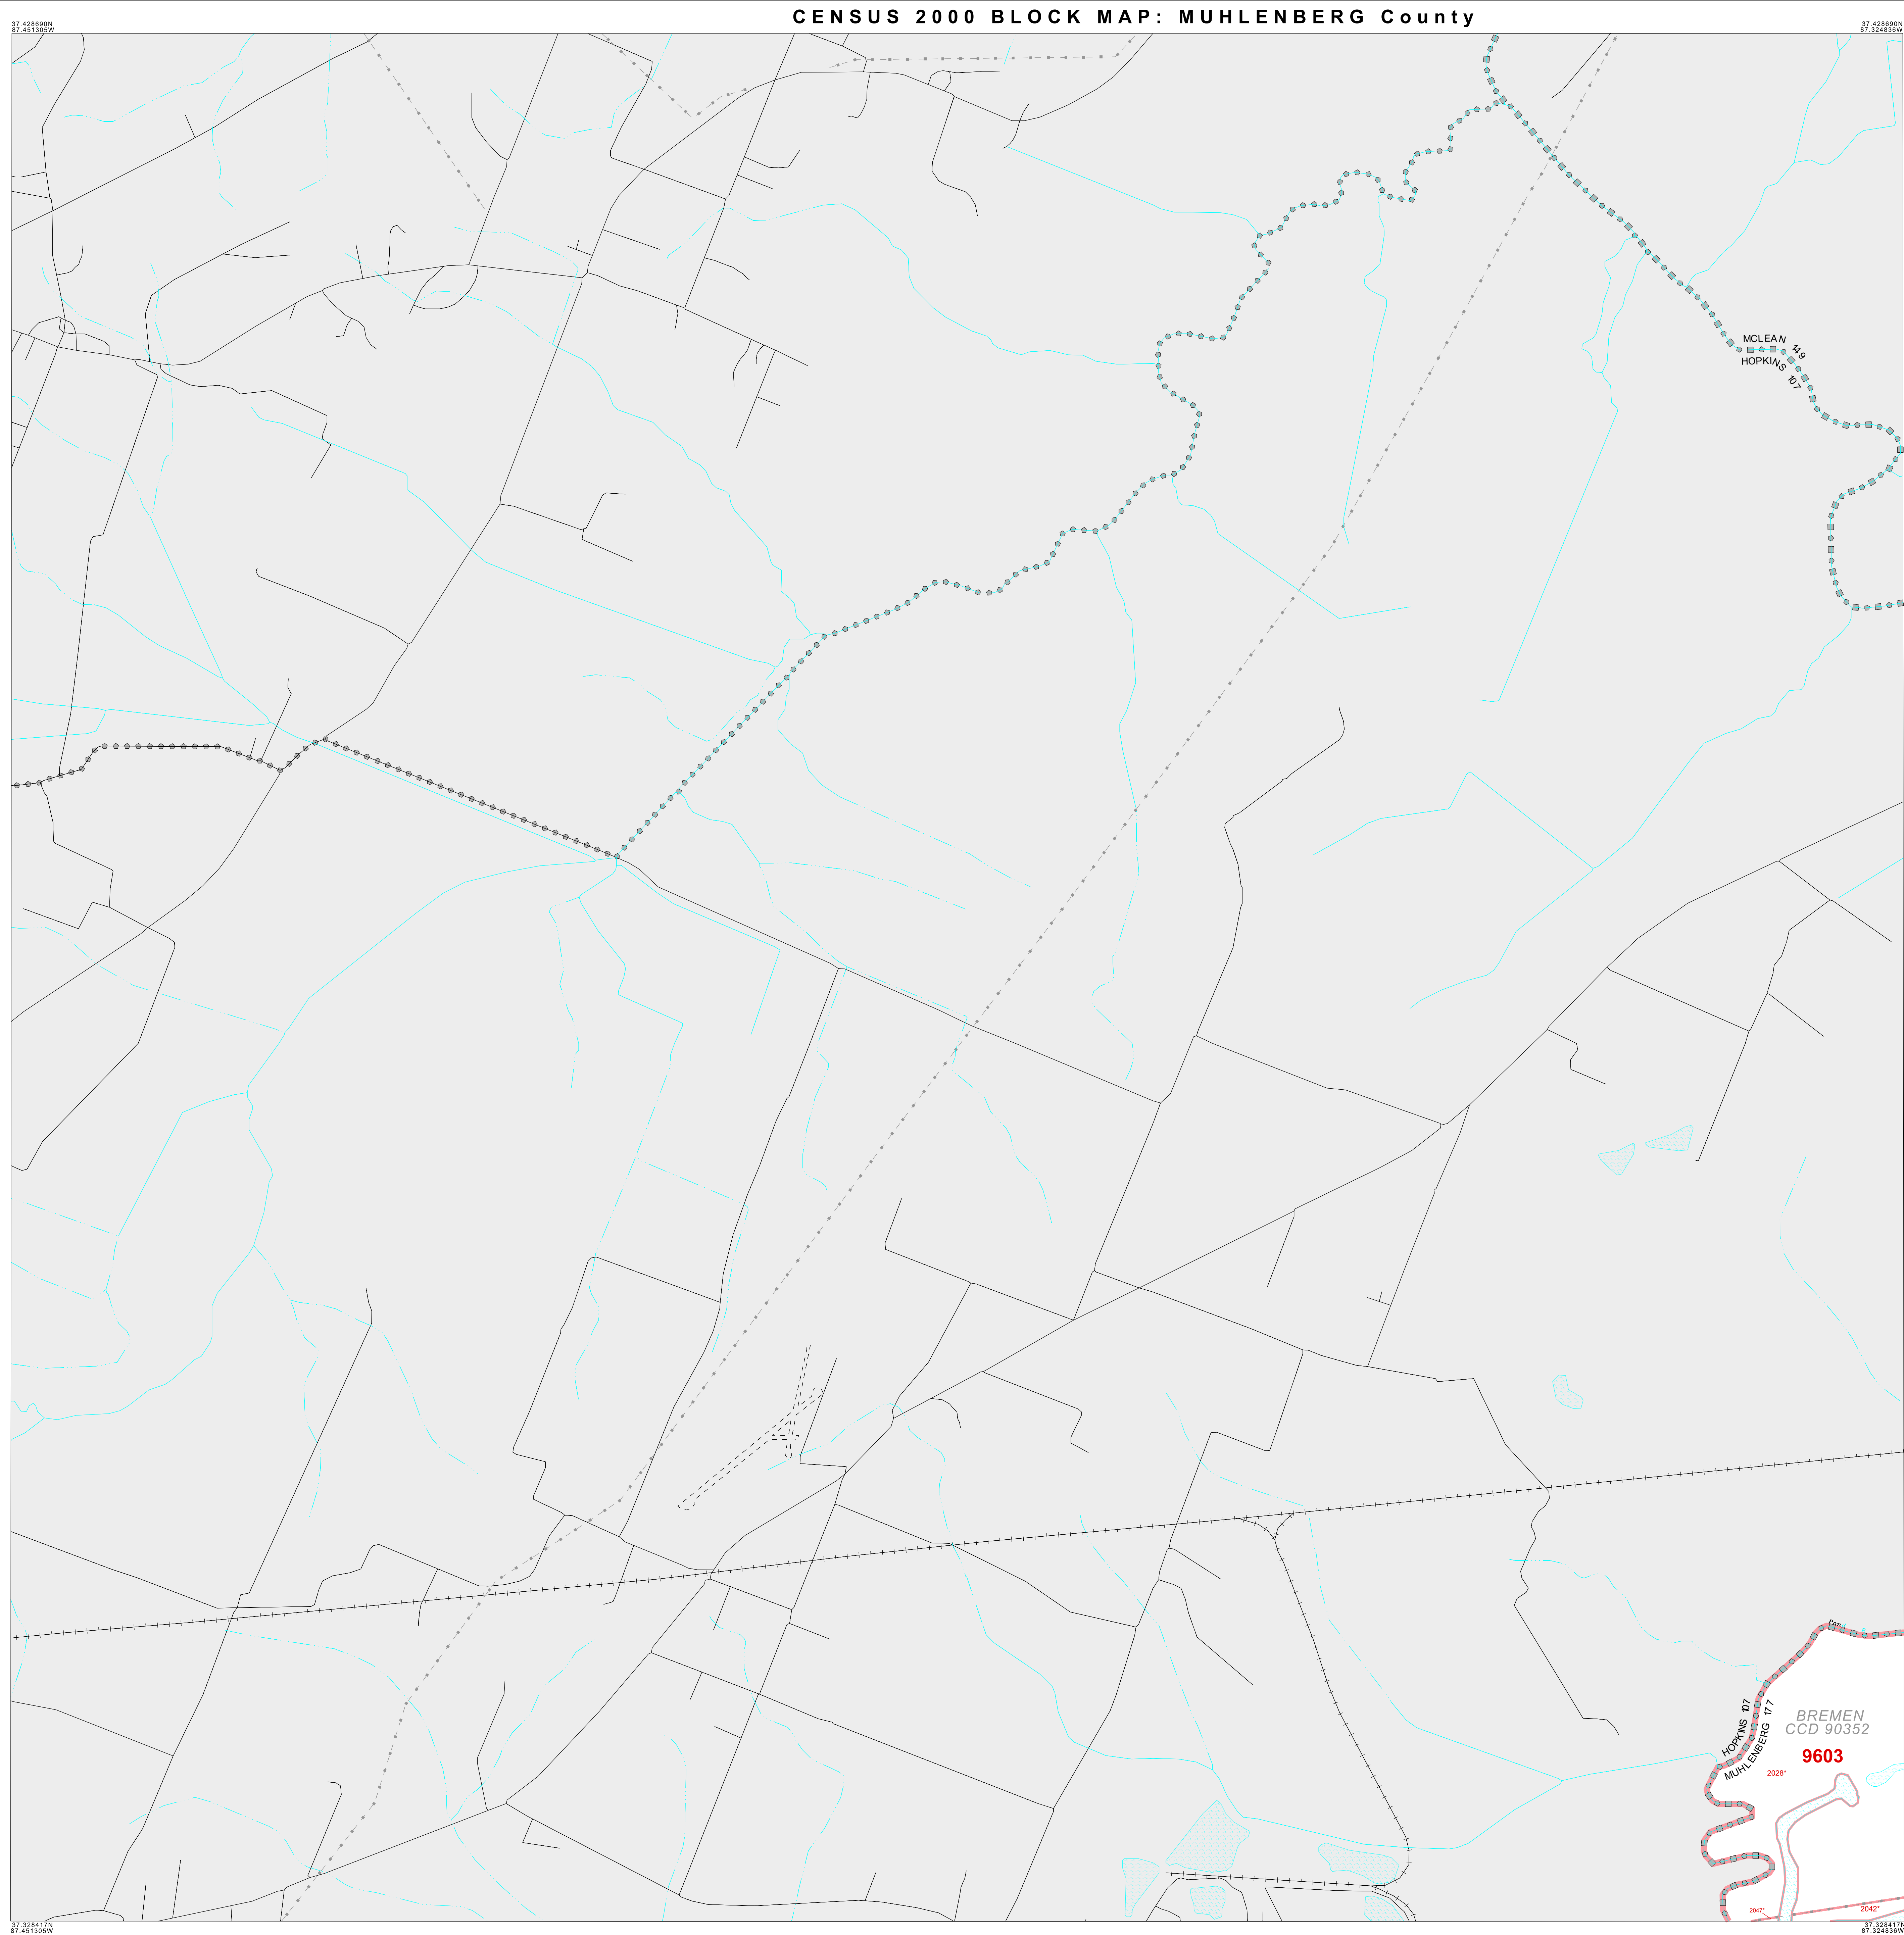 CENSUS 2000 BLOCK MAP: MUHLENBERG County
37.428690N
87.451305W
37.428690N
87.324836W
MCLEAN 149
HOPKINS 107
HOPKINS 107
MUHLENBERG 177
BREMEN
CCD 90352
9603
2028*
2047*
2042*
37.328417N
87.451305W
37.328417N
87.324836W